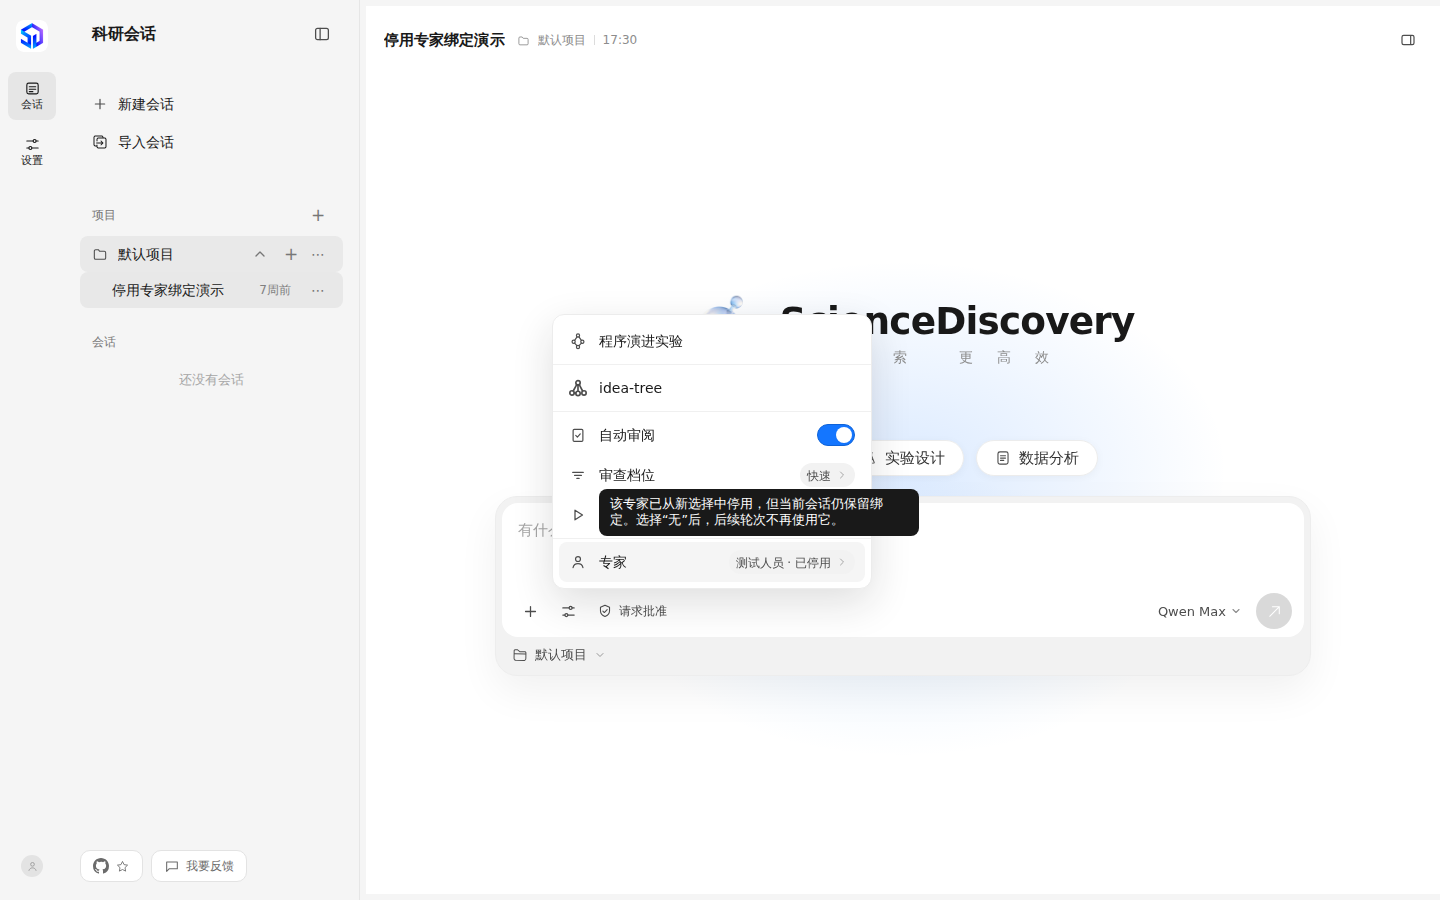 科研会话
会话
设置
新建会话
导入会话
项目
默认项目
停用专家绑定演示 7周前
会话
还没有会话
我要反馈
停用专家绑定演示 默认项目 17:30
ScienceDiscovery
索 更高效
实验设计
数据分析
程序演进实验
idea-tree
自动审阅
审查档位 快速
该专家已从新选择中停用，但当前会话仍保留绑
定。选择“无”后，后续轮次不再使用它。
专家 测试人员 · 已停用
有什
请求批准
Qwen Max
默认项目